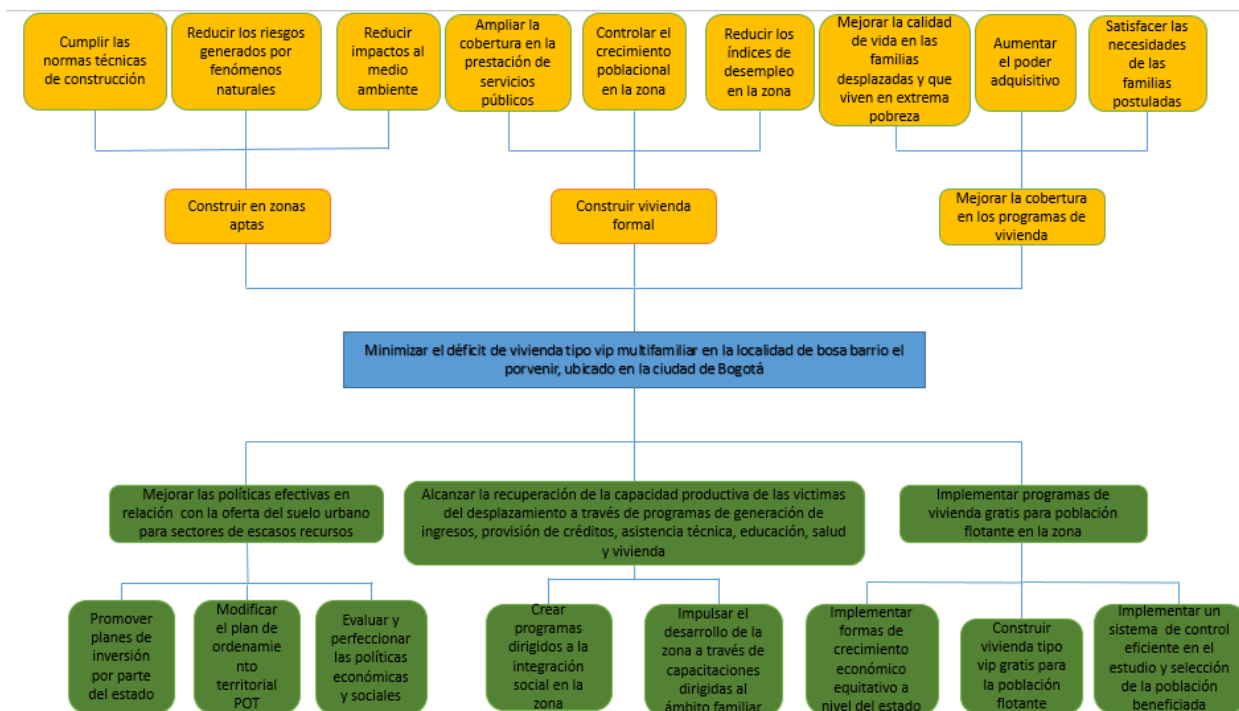 Cumplir las
normas técnicas
de construcción
Reducir los riesgos
generados por
fenómenos
naturales
Reducir
impactos al
medio
ambiente
Ampliar la
cobertura en la
prestación de
servicios
públicos
Controlar el
crecimiento
poblacional
en la zona
Reducir los
índices de
desempleo
en la zona
Mejorar la calidad
de vida en las
familias
desplazadas y que
viven en extrema
pobreza
Aumentar
el poder
adquisitivo
Satisfacer las
necesidades
de las
familias
postuladas
Construir en zonas
aptas
Construir vivienda
formal
Mejorar la cobertura
en los programas de
vivienda
Minimizar el déficit de vivienda tipo vip multifamiliar en la localidad de bosa barrio el
porvenir, ubicado en la ciudad de Bogotá
Mejorar las políticas efectivas en
relación con la oferta del suelo urbano
para sectores de escasos recursos
Alcanzar la recuperación de la capacidad productiva de las victimas
del desplazamiento a través de programas de generación de
ingresos, provisión de créditos, asistencia técnica, educación, salud
y vivienda
Implementar programas de
vivienda gratis para población
flotante en la zona
Promover
planes de
inversión
por parte
del estado
Modificar
el plan de
ordenamie
nto
territorial
POT
Evaluar y
perfeccionar
las políticas
económicas
y sociales
Crear
programas
dirigidos a la
integración
social en la
zona
Impulsar el
desarrollo de la
zona a través de
capacitaciones
dirigidas al
ámbito familiar
Implementar
formas de
crecimiento
económico
equitativo a
nivel del estado
Construir
vivienda tipo
vip gratis para
la población
flotante
Implementar un
sistema de control
eficiente en el
estudio y selección
de la población
beneficiada